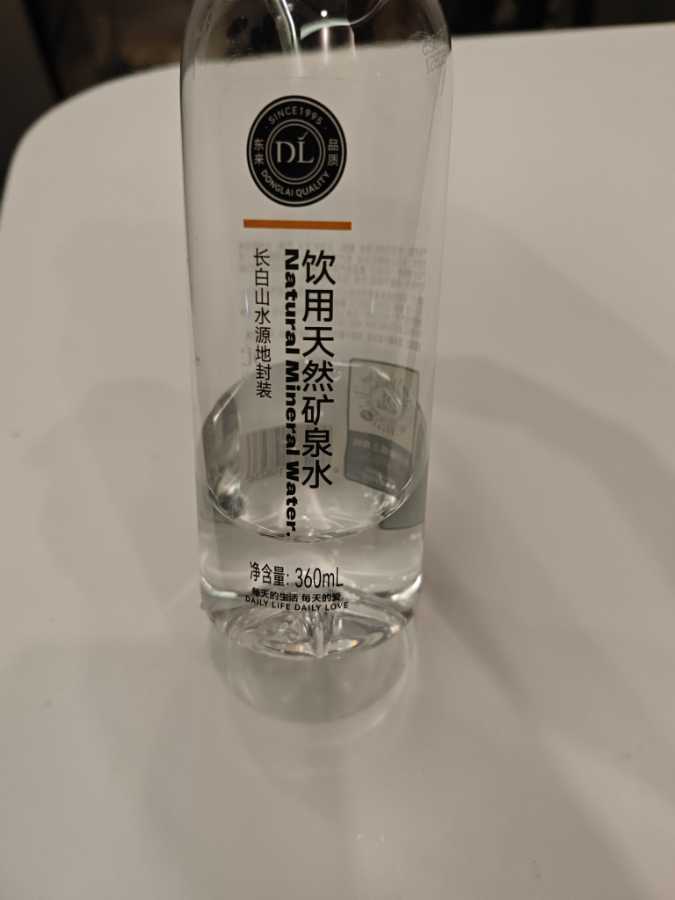 SINCE 1995
东来
DL
品质
DONGLAI QUALITY
饮用天然矿泉水
Natural Mineral Water.
长白山水源地封装
净含量: 360mL
每天的生活 每天的爱
DAILY LIFE DAILY LOVE